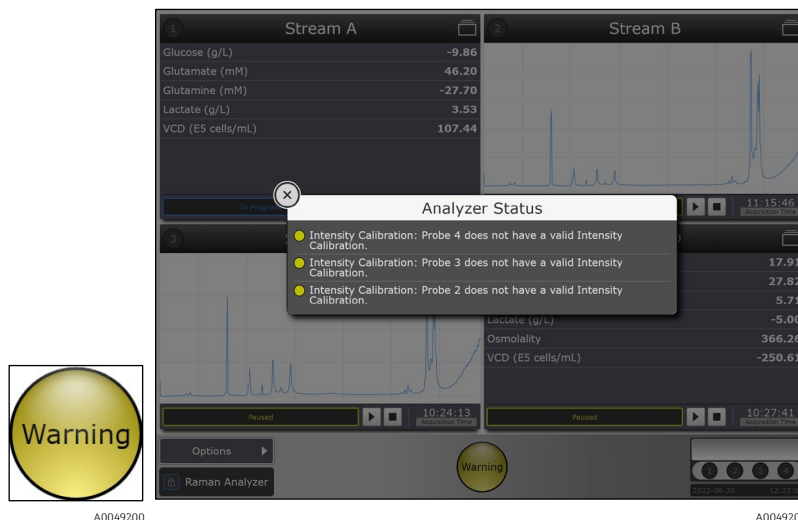 1
Stream A
Glucose (g/L) -9.86
Glutamate (mM) 46.20
Glutamine (mM) -27.70
Lactate (g/L) 3.53
VCD (E5 cells/mL) 107.44
2
Stream B
11:15:46
Acquisition Time
Analyzer Status
Intensity Calibration: Probe 4 does not have a valid Intensity
Calibration.
Intensity Calibration: Probe 3 does not have a valid Intensity
Calibration.
Intensity Calibration: Probe 2 does not have a valid Intensity
Calibration.
3
Paused
10:24:13
Acquisition Time
17.91
27.82
5.71
Lactate (g/L) -5.00
Osmolality 366.26
VCD (E5 cells/mL) -250.61
Paused
10:27:41
Acquisition Time
Options
Raman Analyzer
Warning
1 2 3 4
2022-06-20
Warning
A0049200